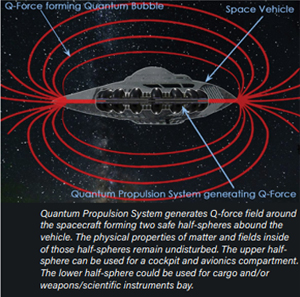 Q-Force forming Quantum Bubble
Space Vehicle
Quantum Propulsion System generating Q-Force
Quantum Propulsion System generates Q-force field around
the spacecraft forming two safe half-spheres abound the
vehicle. The physical properties of matter and fields inside
of those half-spheres remain undisturbed. The upper half-
sphere can be used for a cockpit and avionics compartment.
The lower half-sphere could be used for cargo and/or
weapons/scientific instruments bay.